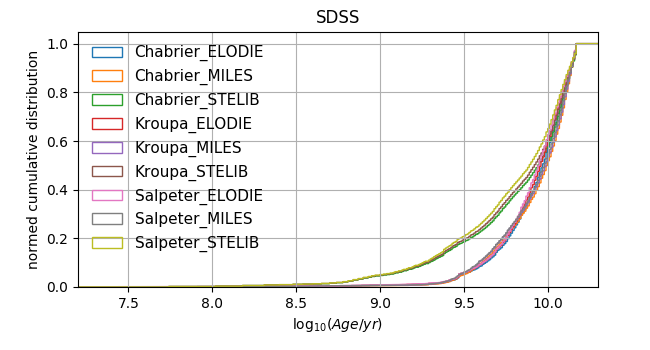 SDSS
normed cumulative distribution
1.0
0.8
0.6
0.4
0.2
0.0
Chabrier_ELODIE
Chabrier_MILES
Chabrier_STELIB
Kroupa_ELODIE
Kroupa_MILES
Kroupa_STELIB
Salpeter_ELODIE
Salpeter_MILES
Salpeter_STELIB
7.5 8.0 8.5 9.0 9.5 10.0
log₁₀(Age/yr)